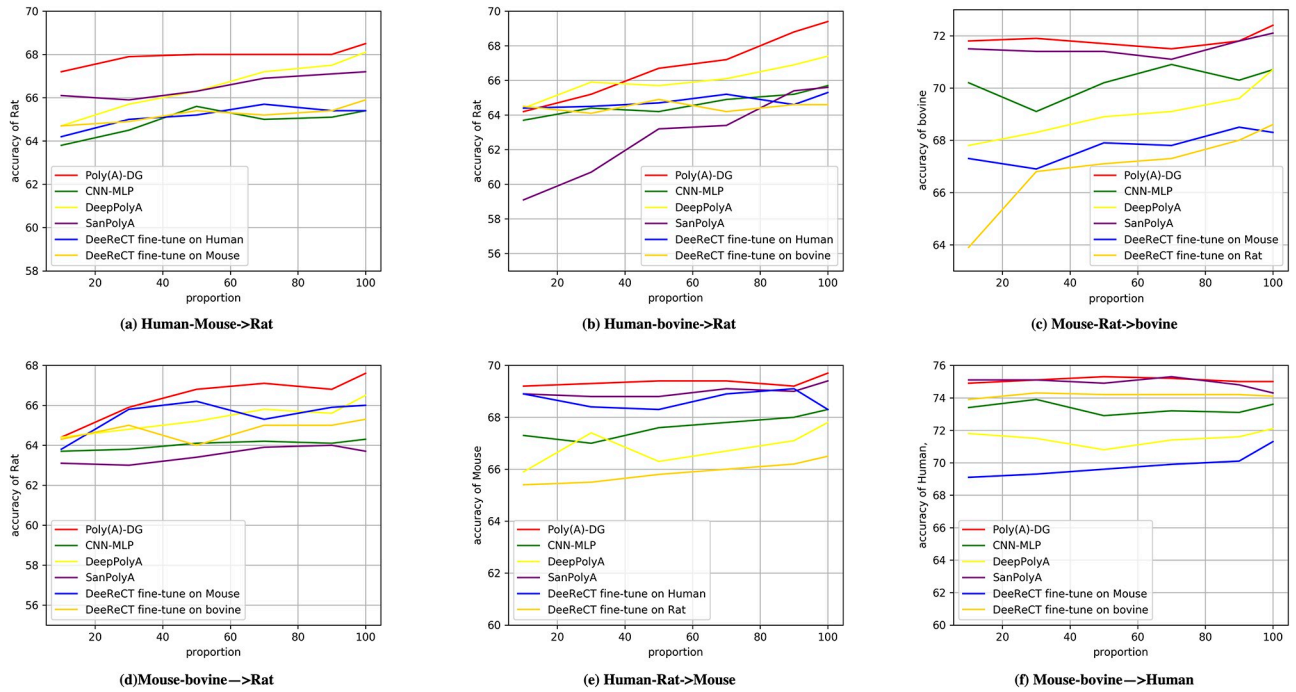 70
68
66
64
62
60
58
accuracy of Rat
Poly(A)-DG
CNN-MLP
DeepPolyA
SanPolyA
DeeReCT fine-tune on Human
DeeReCT fine-tune on Mouse
20 40 60 80 100
proportion
(a) Human-Mouse->Rat
70
68
66
64
62
60
58
56
accuracy of Rat
Poly(A)-DG
CNN-MLP
DeepPolyA
SanPolyA
DeeReCT fine-tune on Human
DeeReCT fine-tune on bovine
20 40 60 80 100
proportion
(b) Human-bovine->Rat
72
70
68
66
64
accuracy of bovine
Poly(A)-DG
CNN-MLP
DeepPolyA
SanPolyA
DeeReCT fine-tune on Mouse
DeeReCT fine-tune on Rat
20 40 60 80 100
proportion
(c) Mouse-Rat->bovine
68
66
64
62
60
58
56
accuracy of Rat
Poly(A)-DG
CNN-MLP
DeepPolyA
SanPolyA
DeeReCT fine-tune on Mouse
DeeReCT fine-tune on bovine
20 40 60 80 100
proportion
(d)Mouse-bovine—>Rat
70
68
66
64
62
60
accuracy of Mouse
Poly(A)-DG
CNN-MLP
DeepPolyA
SanPolyA
DeeReCT fine-tune on Human
DeeReCT fine-tune on Rat
20 40 60 80 100
proportion
(e) Human-Rat->Mouse
76
74
72
70
68
66
64
62
60
accuracy of Human,
Poly(A)-DG
CNN-MLP
DeepPolyA
SanPolyA
DeeReCT fine-tune on Mouse
DeeReCT fine-tune on bovine
20 40 60 80 100
proportion
(f) Mouse-bovine—>Human